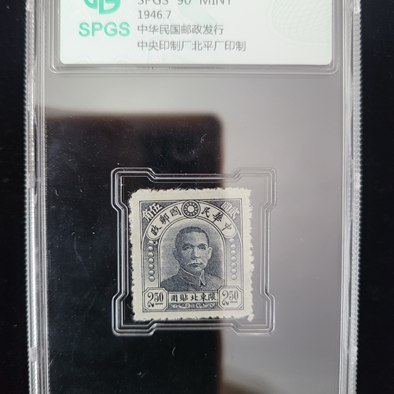 SPGS 90 MINT
1946.7
中华民国邮政发行
中央印制厂北平厂印制
SPGS
政郵國民華中
用貼北東限
2.50
2.50